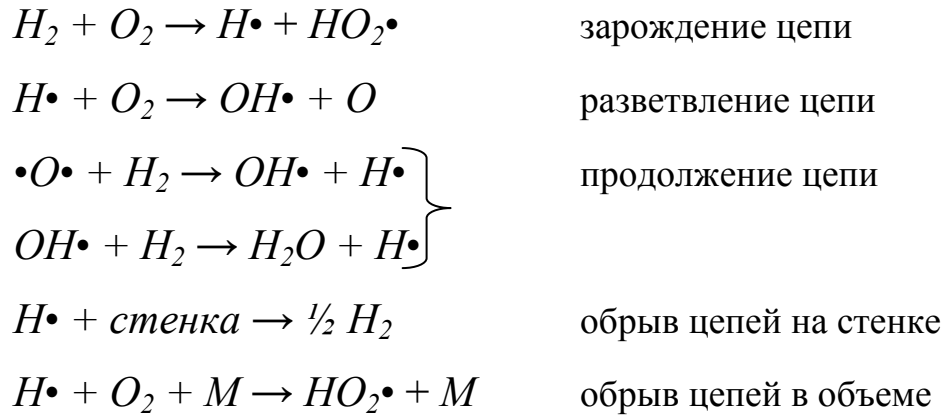 H₂ + O₂ → H• + HO₂• зарождение цепи
H• + O₂ → OH• + O разветвление цепи
•O• + H₂ → OH• + H• продолжение цепи
OH• + H₂ → H₂O + H•
H• + стенка → ½ H₂ обрыв цепей на стенке
H• + O₂ + M → HO₂• + M обрыв цепей в объеме